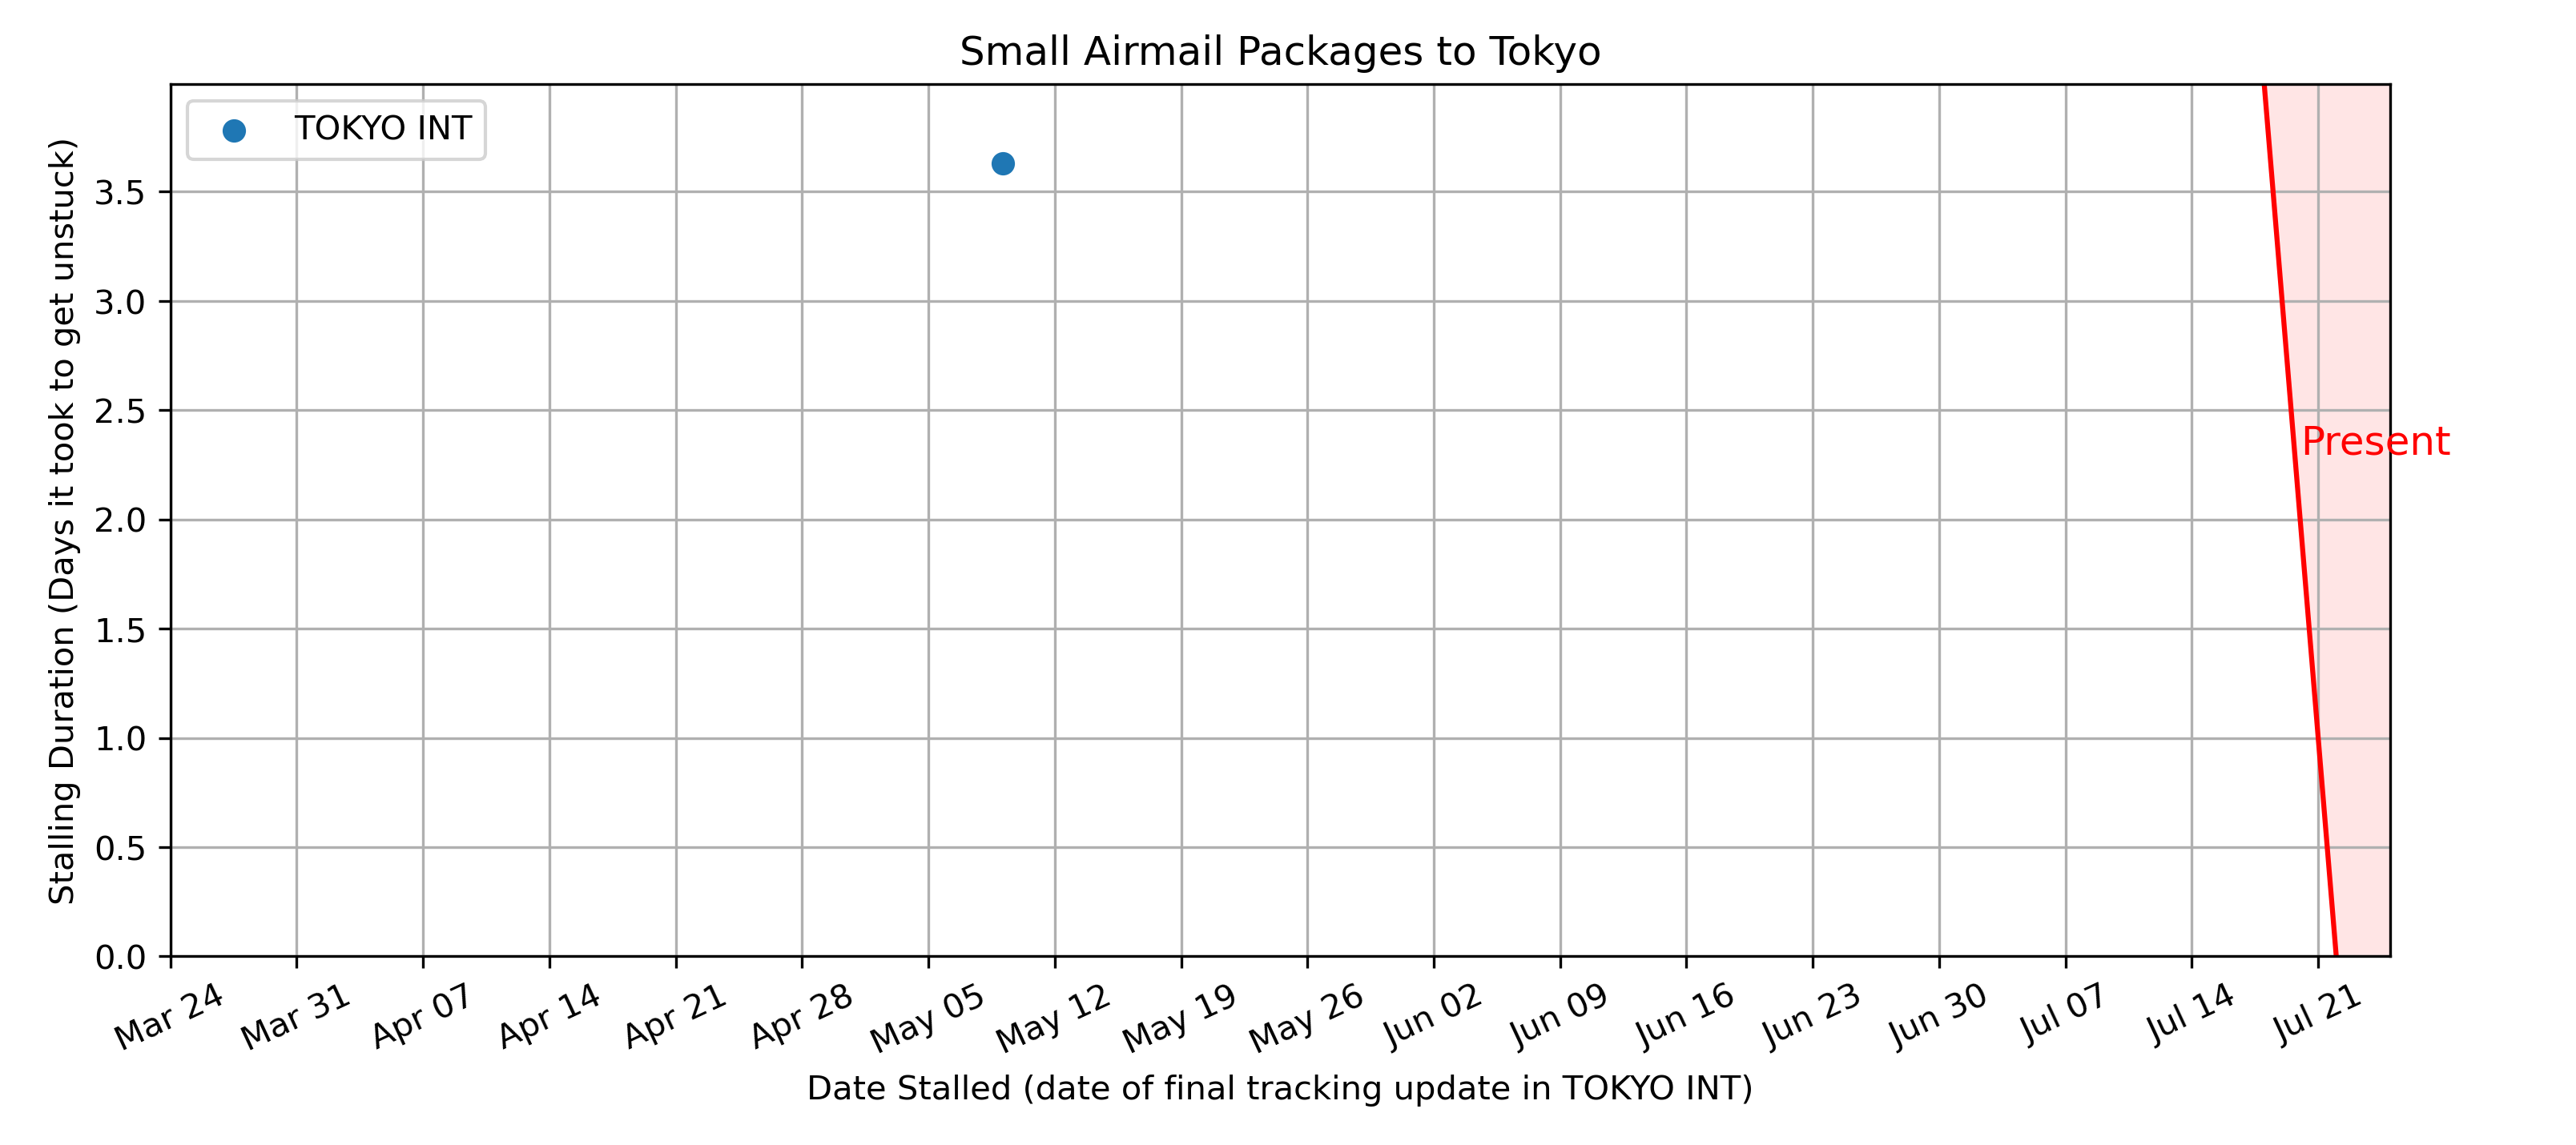 Small Airmail Packages to Tokyo
TOKYO INT
Stalling Duration (Days it took to get unstuck)
3.5
3.0
2.5
2.0
1.5
1.0
0.5
0.0
Present
Mar 24
Mar 31
Apr 07
Apr 14
Apr 21
Apr 28
May 05
May 12
May 19
May 26
Jun 02
Jun 09
Jun 16
Jun 23
Jun 30
Jul 07
Jul 14
Jul 21
Date Stalled (date of final tracking update in TOKYO INT)